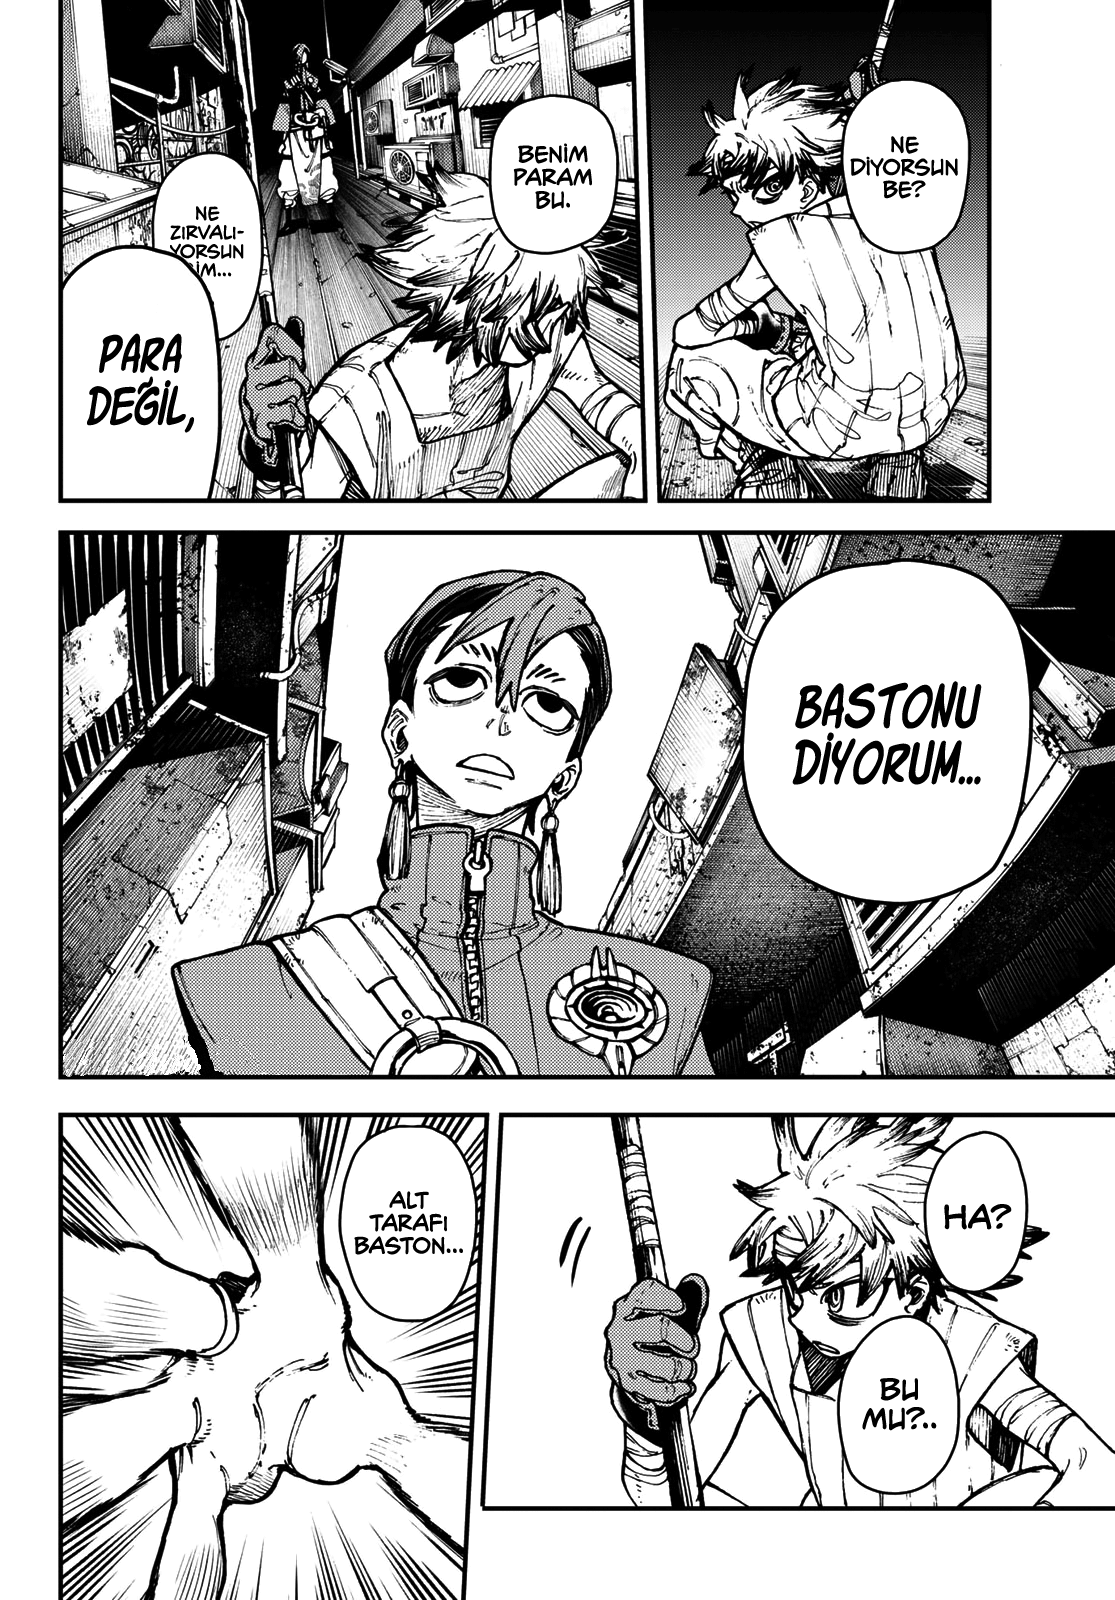 NE
DİYORSUN
BE?
BENİM
PARAM
BU.
NE
ZIRVALI-
YORSUN
PARA
DEĞİL,
BASTONU
DİYORUM...
HA?
BU
MU?..
ALT
TARAFI
BASTON...